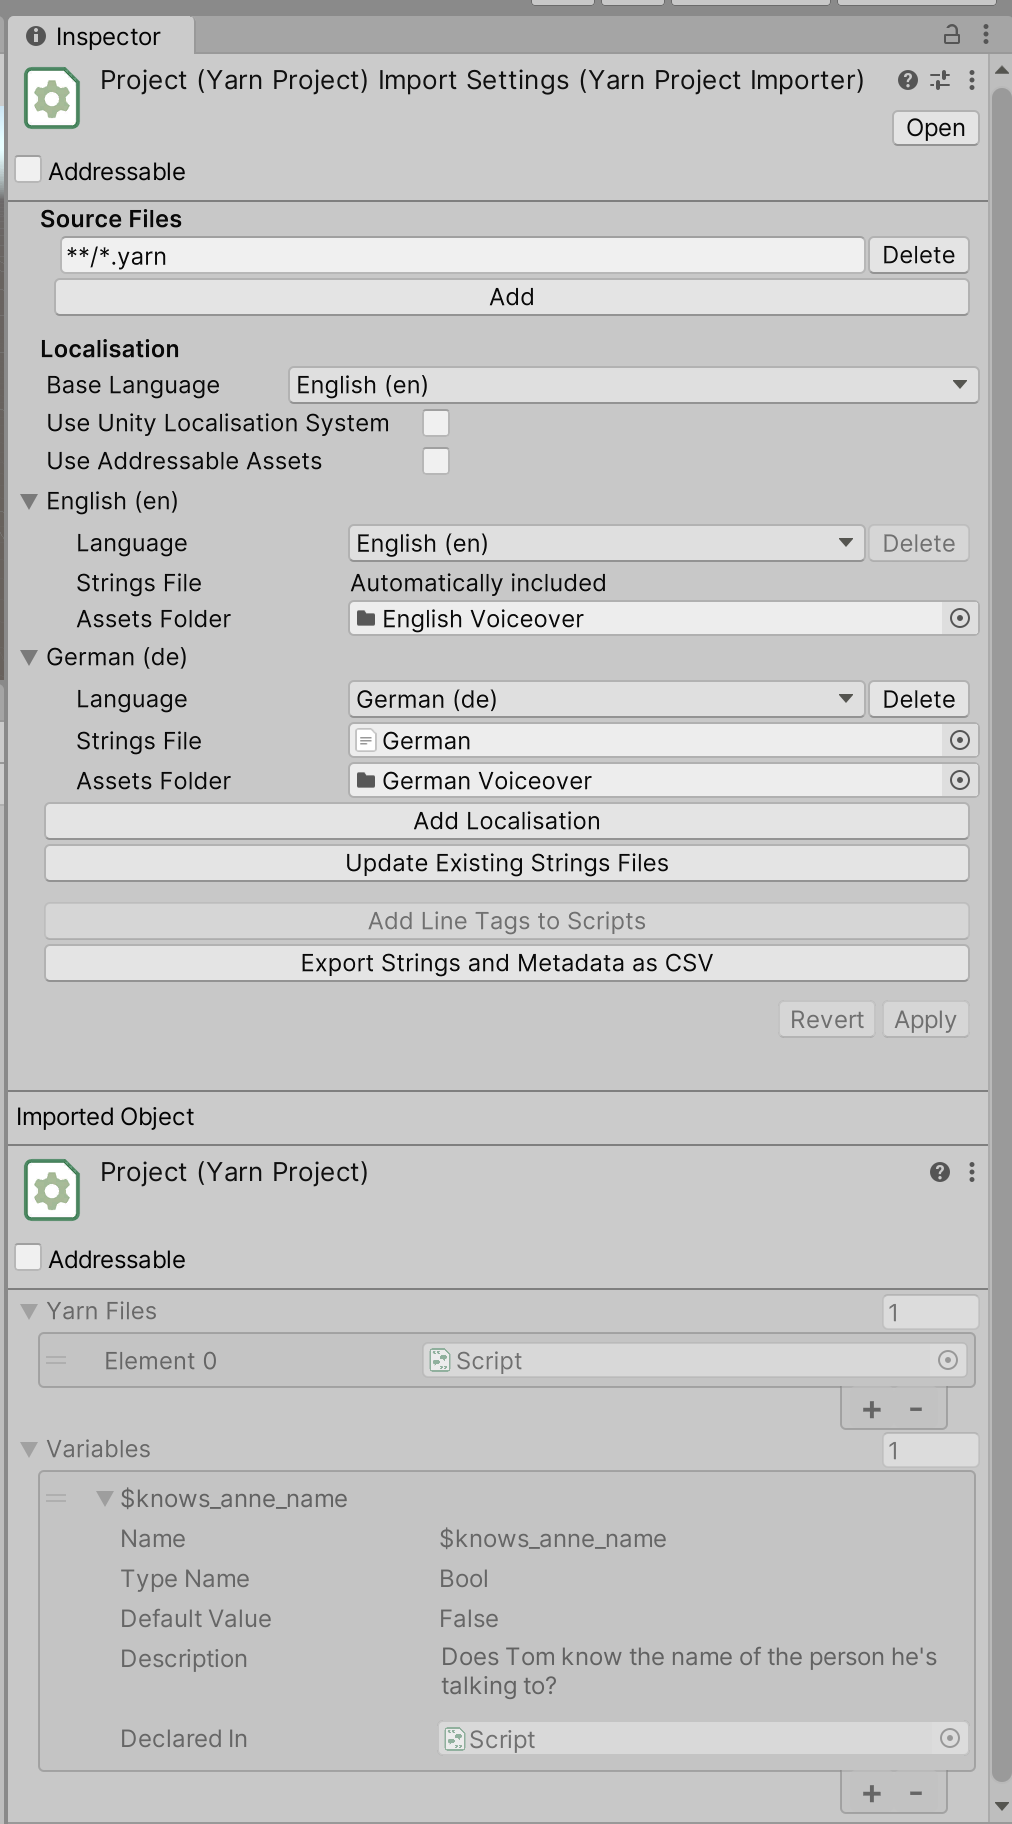 Inspector
Project (Yarn Project) Import Settings (Yarn Project Importer)
Open
Addressable
Source Files
**/*.yarn Delete
Add
Localisation
Base Language English (en)
Use Unity Localisation System
Use Addressable Assets
English (en)
Language English (en) Delete
Strings File Automatically included
Assets Folder English Voiceover
German (de)
Language German (de) Delete
Strings File German
Assets Folder German Voiceover
Add Localisation
Update Existing Strings Files
Add Line Tags to Scripts
Export Strings and Metadata as CSV
Revert Apply
Imported Object
Project (Yarn Project)
Addressable
Yarn Files 1
Element 0 Script
+ -
Variables 1
$knows_anne_name
Name $knows_anne_name
Type Name Bool
Default Value False
Description Does Tom know the name of the person he's
talking to?
Declared In Script
+ -